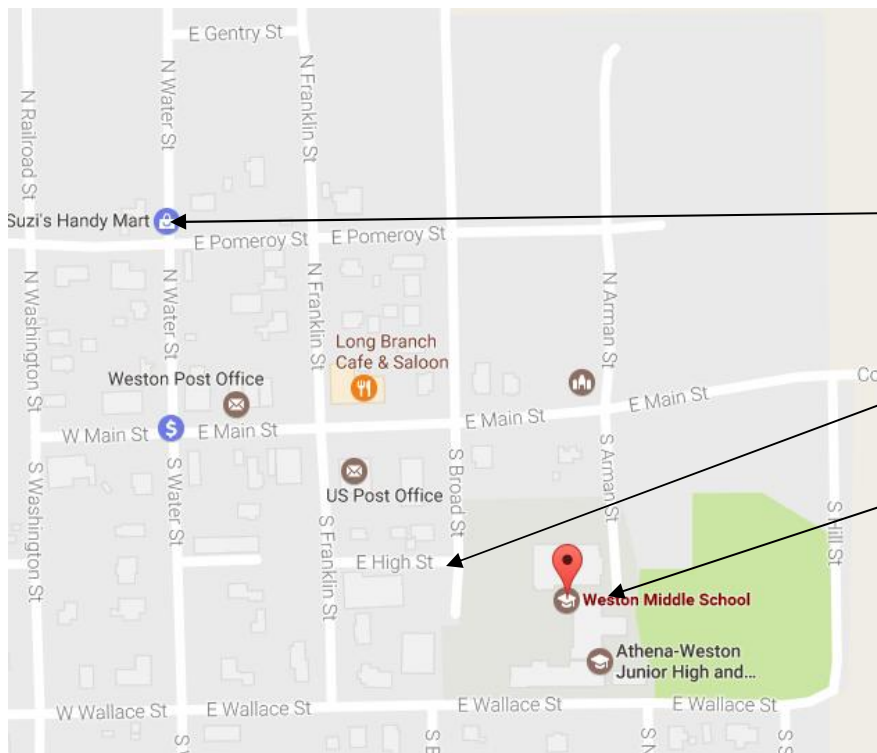 E Gentry St
N Railroad St
N Water St
N Franklin St
Suzi's Handy Mart
E Pomeroy St
E Pomeroy St
N Washington St
N Water St
N Franklin St
N Arman St
Long Branch
Cafe & Saloon
Weston Post Office
Co
E Main St
E Main St
W Main St
E Main St
$
S Washington St
S Water St
S Broad St
S Arman St
US Post Office
S Hill St
S Franklin St
E High St
Weston Middle School
Athena-Weston
Junior High and...
W Wallace St
E Wallace St
E Wallace St
E Wallace St